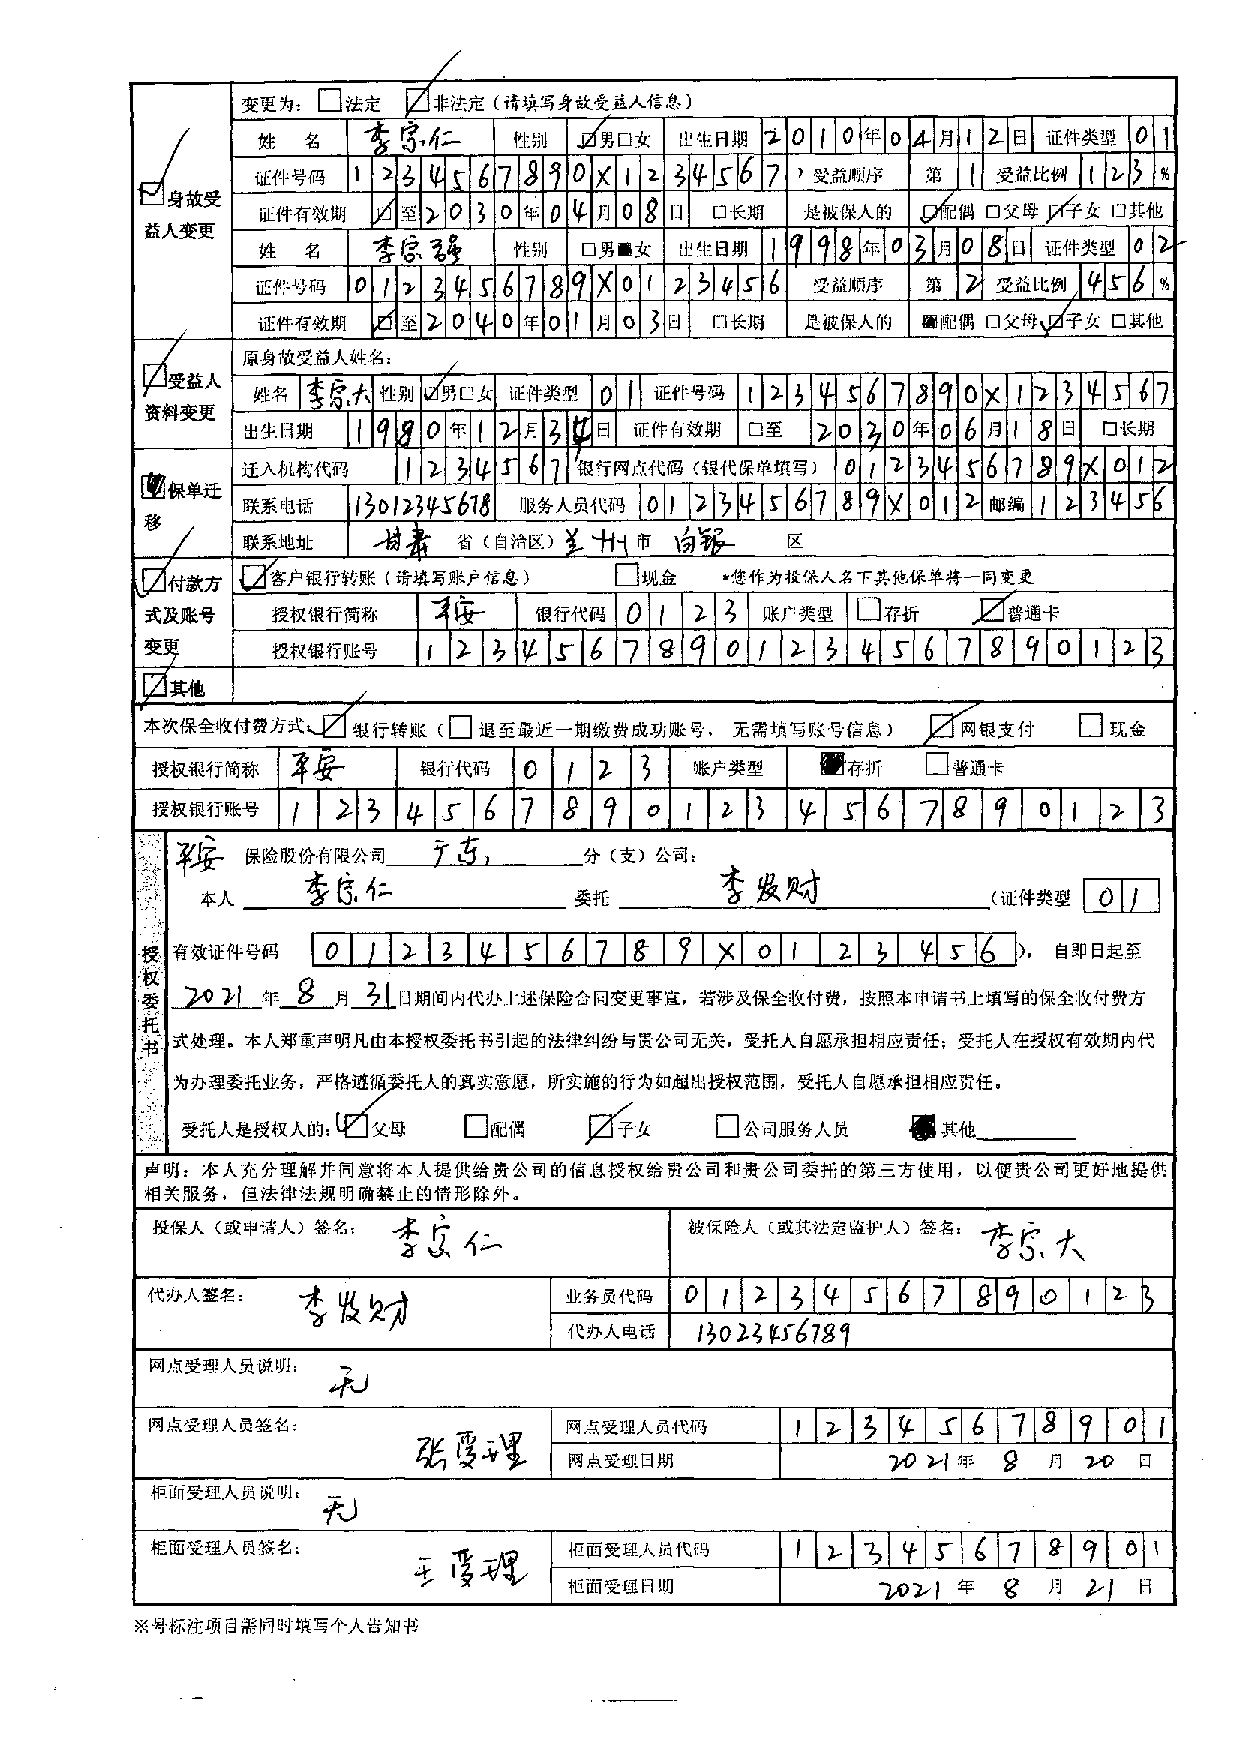 变更为：□法定 ☑非法定（请填写身故受益人信息）
☑身故受益人变更
姓 名 李宗仁 性别 ☑男□女 出生日期 2010年04月12日 证件类型 01
证件号码 1234567890X1234567 受益顺序 第1 受益比例 123%
证件有效期 ☑至2030年04月08日 □长期 是被保人的 ☑配偶 □父母 ☑子女 □其他
姓 名 李宗强 性别 □男■女 出生日期 1998年03月08日 证件类型 02
证件号码 0123456789X0123456 受益顺序 第2 受益比例 456%
证件有效期 ☑至2040年01月03日 □长期 是被保人的 ■配偶 □父母 ☑子女 □其他
☑受益人资料变更
原身故受益人姓名：
姓名 李宗大 性别 ☑男□女 证件类型 01 证件号码 1234567890X1234567
出生日期 1980年12月34日 证件有效期 □至 2030年06月18日 □长期
■保单迁移
迁入机构代码 1234567 银行网点代码（银代保单填写）0123456789X012
联系电话 13012345678 服务人员代码 0123456789X012 邮编 123456
联系地址 甘肃 省（自治区）兰州 市 白银 区
☑付款方式及账号变更
☑客户银行转账（请填写账户信息） □现金 *您作为投保人名下其他保单将一同变更
授权银行简称 平安 银行代码 0123 账户类型 □存折 ☑普通卡
授权银行账号 12345678901234567890123
☑其他
本次保全收付费方式：☑银行转账（□退至最近一期缴费成功账号，无需填写账号信息） ☑网银支付 □现金
授权银行简称 平安 银行代码 0123 账户类型 ■存折 □普通卡
授权银行账号 12345678901234567890123
授权委托书
平安 保险股份有限公司 广东 分（支）公司：
本人 李宗仁 委托 李发财 （证件类型 01
有效证件号码 0123456789X0123456），自即日起至
2021年8月31日期间内代办上述保险合同变更事宜，若涉及保全收付费，按照本申请书上填写的保全收付费方
式处理。本人郑重声明凡由本授权委托书引起的法律纠纷与贵公司无关，受托人自愿承担相应责任；受托人在授权有效期内代
为办理委托业务，严格遵循委托人的真实意愿，所实施的行为如超出授权范围，受托人自愿承担相应责任。
受托人是授权人的：☑父母 □配偶 ☑子女 □公司服务人员 ■其他
声明：本人充分理解并同意将本人提供给贵公司的信息授权给贵公司和贵公司委托的第三方使用，以便贵公司更好地提供
相关服务，但法律法规明确禁止的情形除外。
投保人（或申请人）签名： 李宗仁 被保险人（或其法定监护人）签名： 李宗大
代办人签名： 李发财 业务员代码 01234567890123
代办人电话 13023456789
网点受理人员说明： 无
网点受理人员签名： 张受理 网点受理人员代码 12345678901
网点受理日期 2021年8月20日
柜面受理人员说明： 无
柜面受理人员签名： 王受理 柜面受理人员代码 12345678901
柜面受理日期 2021年8月21日
※号标注项目需同时填写个人告知书